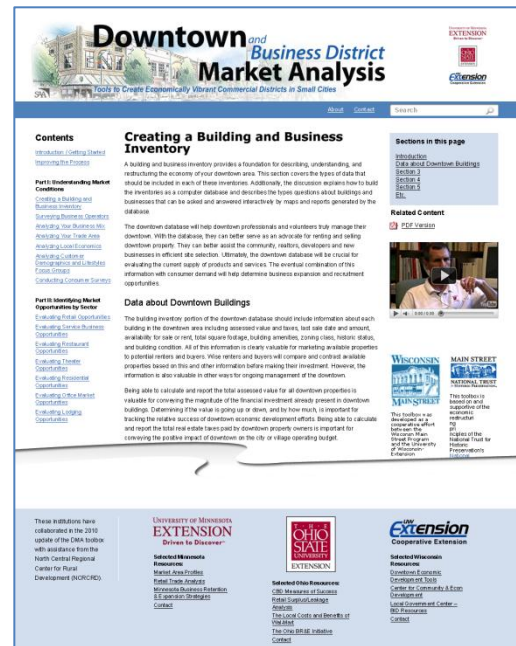 Downtown and
Business District
Market Analysis
Tools to Create Economically Vibrant Commercial Districts in Small Cities
UNIVERSITY OF MINNESOTA
EXTENSION
OHIO
STATE
EXTENSION
Extension
Cooperative Extension
About Contact Search
Contents
Introduction / Getting Started
Improving the Process
Part I: Understanding Market
Conditions
Creating a Building and
Business Inventory
Surveying Business Operators
Analyzing Your Business Mix
Analyzing Your Trade Area
Analyzing Local Economics
Analyzing Customer
Demographics and Lifestyles
Focus Groups
Conducting Consumer Surveys
Part II: Identifying Market
Opportunities by Sector
Evaluating Retail Opportunities
Evaluating Service Business
Opportunities
Evaluating Restaurant
Opportunities
Evaluating Theater
Opportunities
Evaluating Residential
Opportunities
Evaluating Office Market
Opportunities
Evaluating Lodging
Opportunities
Creating a Building and Business
Inventory
A building and business inventory provides a foundation for describing, understanding, and
restructuring the economy of your downtown area. This section covers the types of data that
should be included in each of these inventories. Additionally, the discussion explains how to build
the inventories as a computer database and describes the types questions about buildings and
businesses that can be asked and answered interactively by maps and reports generated by the
database.
The downtown database will help downtown professionals and volunteers truly manage their
downtown. With the database, they can better serve as an advocate for renting and selling
downtown property. They can better assist the community, realtors, developers and new
businesses in efficient site selection. Ultimately, the downtown database will be crucial for
evaluating the current supply of products and services. The eventual combination of this
information with consumer demand will help determine business expansion and recruitment
opportunities.
Data about Downtown Buildings
The building inventory portion of the downtown database should include information about each
building in the downtown area including assessed value and taxes, last sale date and amount,
availability for sale or rent, total square footage, building amenities, zoning class, historic status,
and building condition. All of this information is clearly valuable for marketing available properties
to potential renters and buyers. Wise renters and buyers will compare and contrast available
properties based on this and other information before making their investment. However, the
information is also valuable in other ways for ongoing management of the downtown.
Being able to calculate and report the total assessed value for all downtown properties is
valuable for conveying the magnitude of the financial investment already present in downtown
buildings. Determining if the value is going up or down, and by how much, is important for
tracking the relative success of downtown economic development efforts. Being able to calculate
and report the total real estate taxes paid by downtown property owners is important for
conveying the positive impact of downtown on the city or village operating budget.
Sections in this page
Introduction
Data about Downtown Buildings
Section 3
Section 4
Section 5
Etc.
Related Content
PDF Version
WISCONSIN
MAIN STREET
This toolbox was
developed as a
cooperative effort
between the
Wisconsin Main
Street Program
and the University
of Wisconsin-
Extension
MAIN STREET
NATIONAL TRUST
This toolbox is
based on and
supportive of the
economic
restructuri
ng
pri
nciples of the
National Trust for
Historic
Preservation's
National
These institutions have
collaborated in the 2010
update of the DMA toolbox
with assistance from the
North Central Regional
Center for Rural
Development (NCRCRD).
UNIVERSITY OF MINNESOTA
EXTENSION
Driven to Discover
Selected Minnesota
Resources:
Market Area Profiles
Retail Trade Analysis
Minnesota Business Retention
& Expansion Strategies
Contact
T·H·E
OHIO
STATE
UNIVERSITY
EXTENSION
Selected Ohio Resources:
CBD Measures of Success
Retail Surplus/Leakage
Analysis
The Local Costs and Benefits of
Wal-Mart
The Ohio BR&E Initiative
Contact
UW
Extension
Cooperative Extension
Selected Wisconsin
Resources:
Downtown Economic
Development Tools
Center for Community & Econ
Development
Local Government Center –
BID Resources
Contact